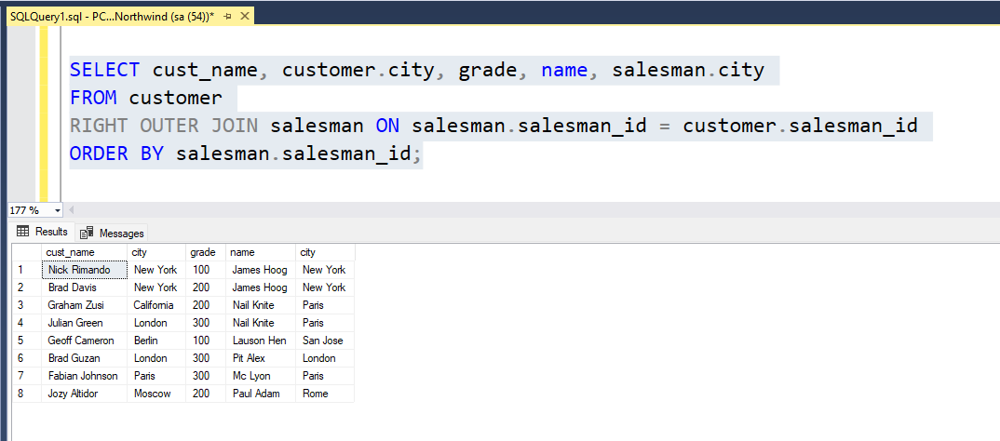 SQLQuery1.sql - PC...Northwind (sa (54))*
SELECT cust_name, customer.city, grade, name, salesman.city
FROM customer
RIGHT OUTER JOIN salesman ON salesman.salesman_id = customer.salesman_id
ORDER BY salesman.salesman_id;
177 %
Results Messages
cust_name city grade name city
1 Nick Rimando New York 100 James Hoog New York
2 Brad Davis New York 200 James Hoog New York
3 Graham Zusi California 200 Nail Knite Paris
4 Julian Green London 300 Nail Knite Paris
5 Geoff Cameron Berlin 100 Lauson Hen San Jose
6 Brad Guzan London 300 Pit Alex London
7 Fabian Johnson Paris 300 Mc Lyon Paris
8 Jozy Altidor Moscow 200 Paul Adam Rome